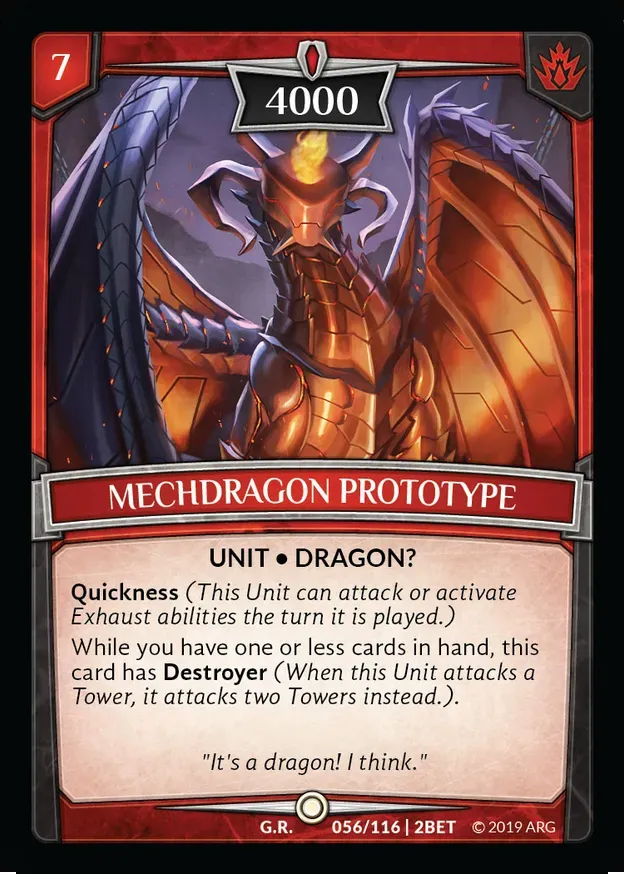 7
4000
MECHDRAGON PROTOTYPE
UNIT • DRAGON?
Quickness (This Unit can attack or activate
Exhaust abilities the turn it is played.)
While you have one or less cards in hand, this
card has Destroyer (When this Unit attacks a
Tower, it attacks two Towers instead.).
"It's a dragon! I think."
G.R. 056/116 | 2BET © 2019 ARG